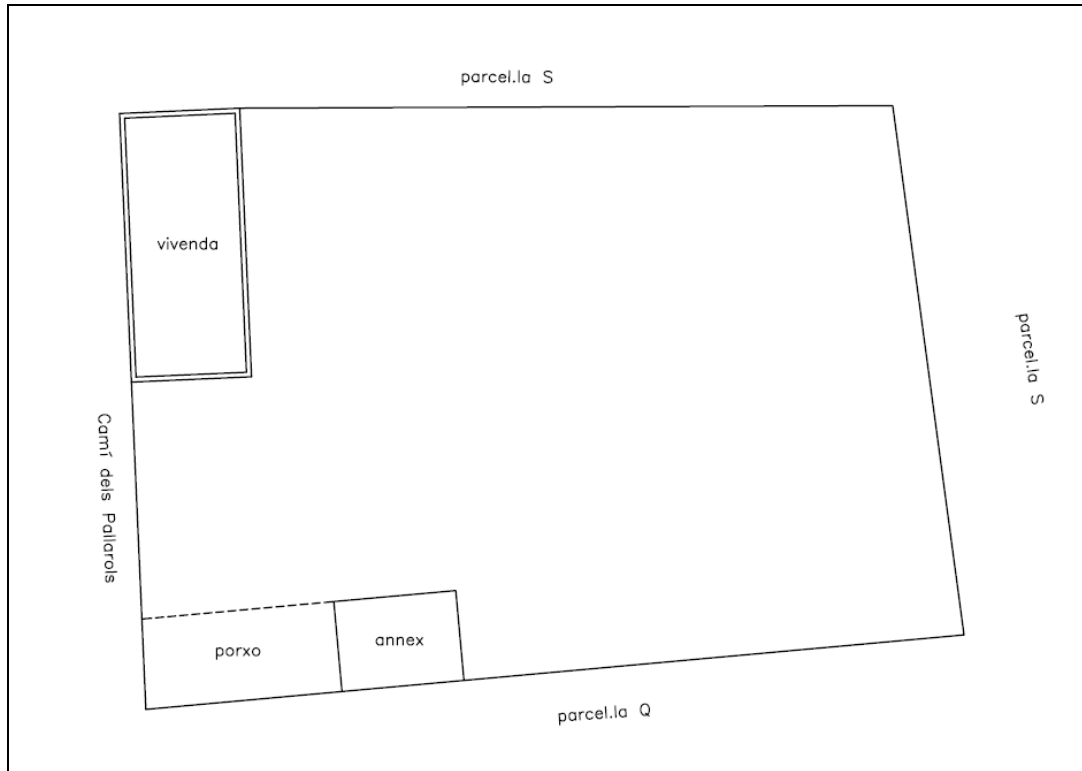 parcel.la S
vivenda
parcel.la S
Camí dels Pallarols
porxo
annex
parcel.la Q